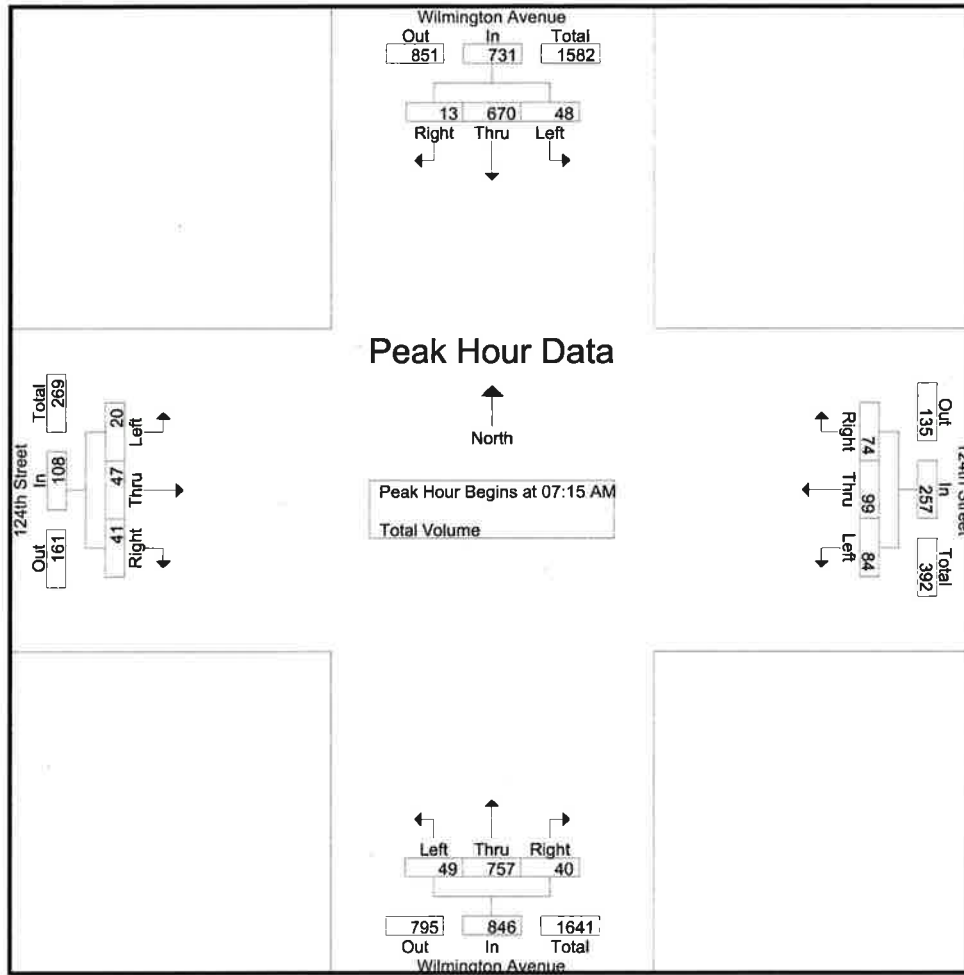 Wilmington Avenue
Out In Total
851 731 1582
13 670 48
Right Thru Left
Peak Hour Data
North
Peak Hour Begins at 07:15 AM
Total Volume
124th Street
Total In Out
269 108 161
20 47 41
Left Thru Right
Right Thru Left
74 99 84
Out In Total
135 257 392
124th Street
Left Thru Right
49 757 40
795 846 1641
Out In Total
Wilmington Avenue